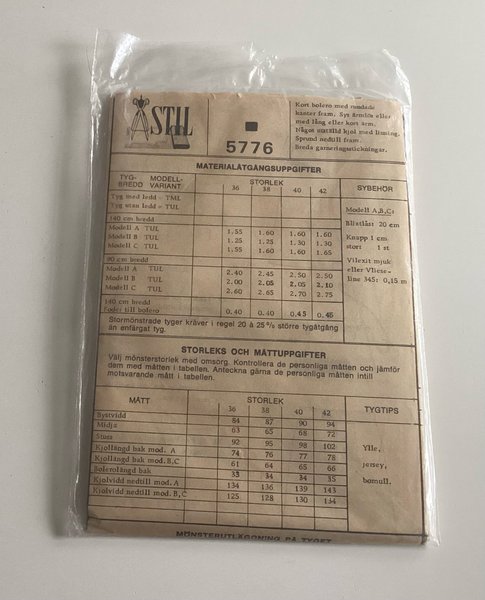 STIL
5776
Kort bolero med rundade
kanter fram. Sys ärmlös eller
med lång eller kort arm.
Något utställd kjol med linning.
Sprund nedtill fram.
Breda garneringsstickningar.
MATERIALÅTGÅNGSUPPGIFTER
TYG- MODELL- STORLEK
BREDD VARIANT 36 38 40 42 SYBEHÖR
Tyg med ledd = TML
Tyg utan ledd = TUL
140 cm bredd
Modell A TUL 1.55 1.60 1.60 1.60
Modell B TUL 1.25 1.25 1.30 1.30
Modell C TUL 1.55 1.60 1.60 1.65
90 cm bredd
Modell A TUL 2.40 2.45 2.50 2.50
Modell B TUL 2.00 2.05 2.05 2.10
Modell C TUL 2.60 2.65 2.70 2.75
140 cm bredd
Foder till bolero 0.40 0.40 0.45 0.45
Modell A,B,C:
Blixtlås: 20 cm
Knapp 1 cm
stor: 1 st
Vilexit mjuk
eller Vliese-
line 345: 0,15 m
Stormönstrade tyger kräver i regel 20 à 25% större tygåtgång
än enfärgat tyg.
STORLEKS OCH MÅTTUPPGIFTER
Välj mönsterstorlek med omsorg. Kontrollera de personliga måtten och jämför
dem med måtten i tabellen. Anteckna gärna de personliga måtten intill
motsvarande mått i tabellen.
MÅTT STORLEK TYGTIPS
36 38 40 42
Bystvidd 84 87 90 94
Midja 63 65 68 72
Stuss 92 95 98 102
Kjollängd bak mod. A 74 76 77 78
Kjollängd bak mod. B,C 61 64 65 66
Bolerolängd bak 33 34 34 35
Kjolvidd nedtill mod. A 134 136 139 143
Kjolvidd nedtill mod. B, C 125 128 130 134
Ylle,
jersey,
bomull.
MÖNSTERUTLÄGGNING PÅ TYGET